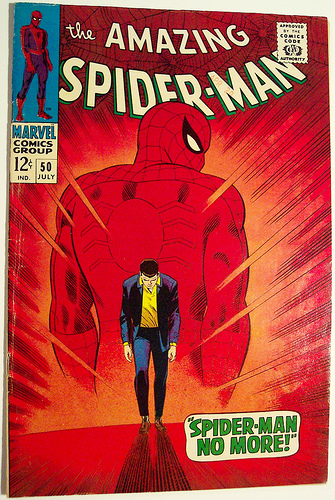 the AMAZING
SPIDER-MAN
APPROVED
BY THE
COMICS
CODE
AUTHORITY
MARVEL
COMICS
GROUP
12¢ 50
IND. JULY
"SPIDER-MAN
NO MORE!"